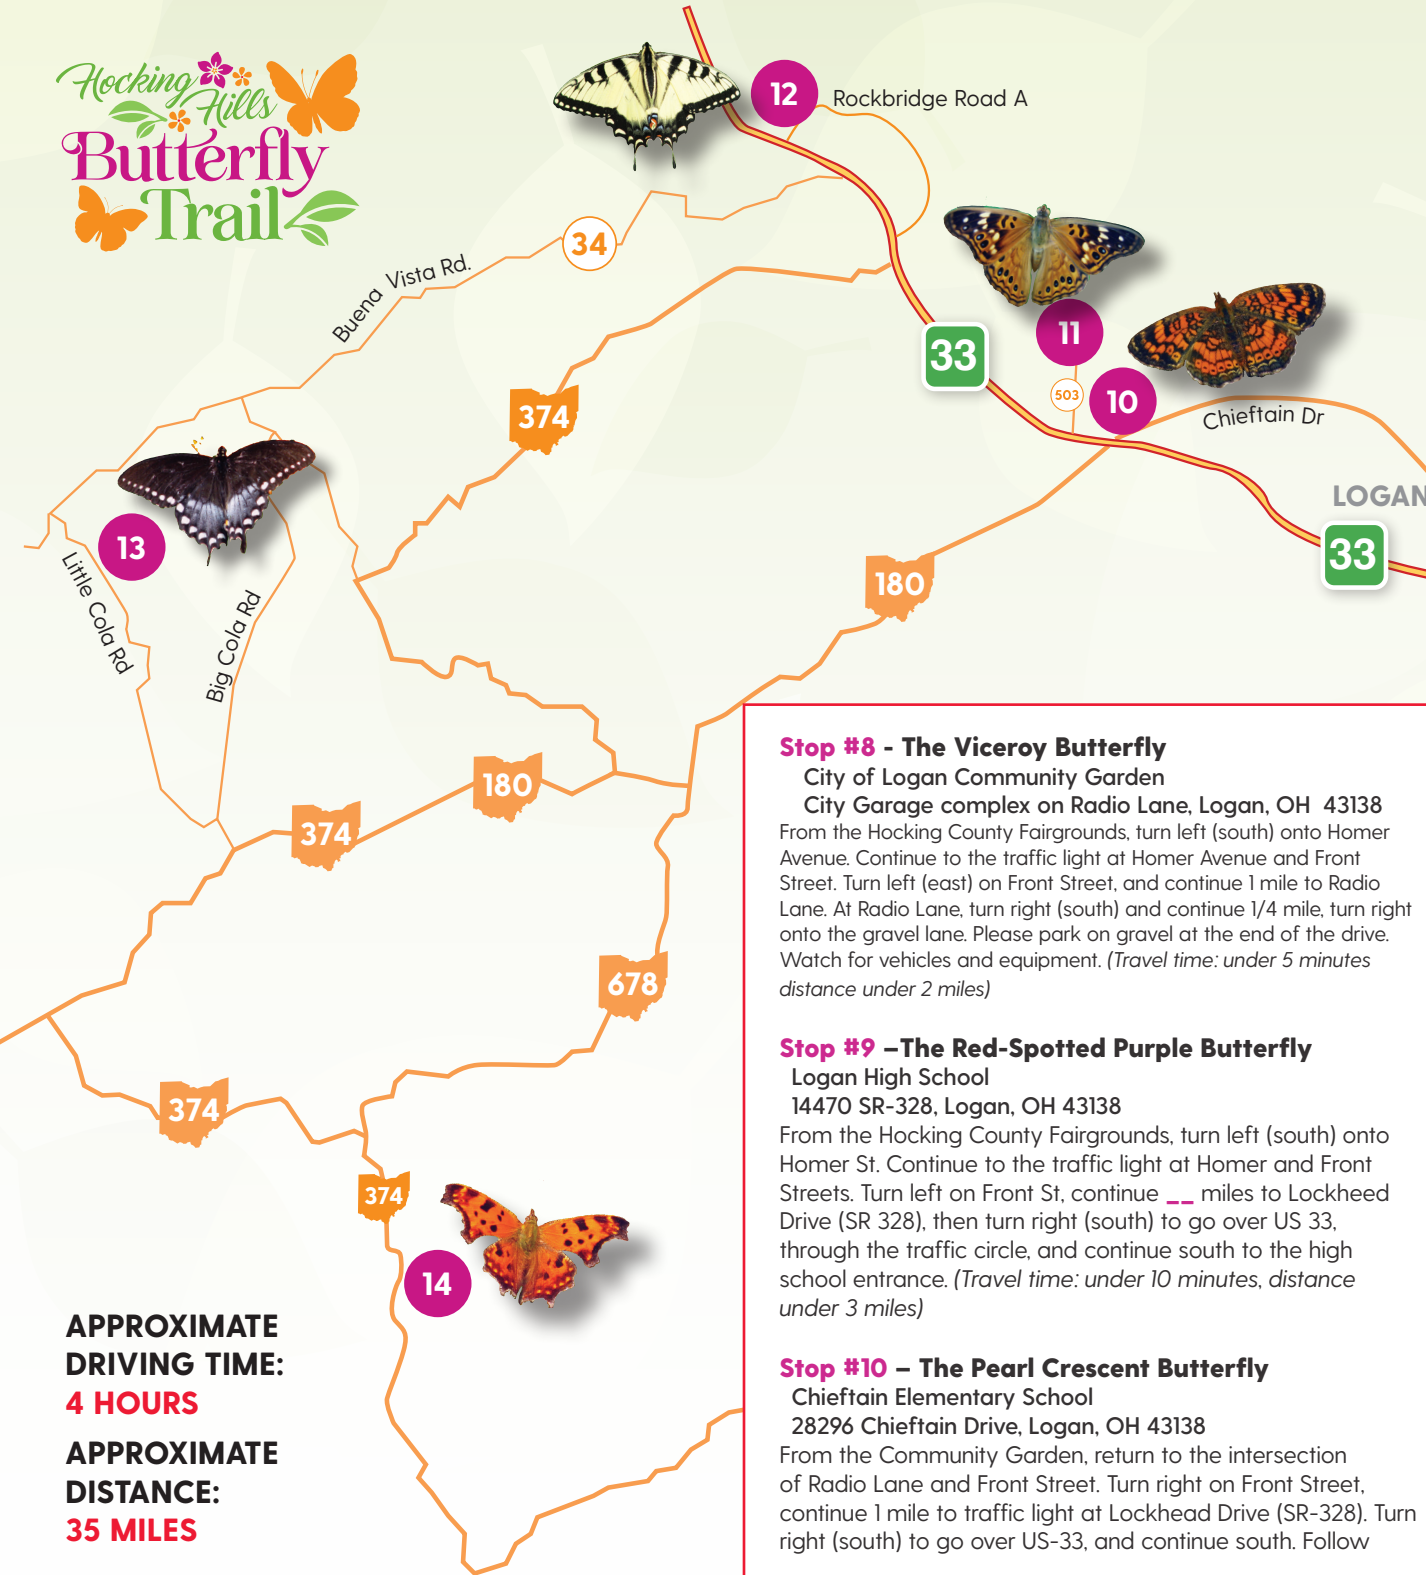 Hocking
Hills
Butterfly
Trail
12
Rockbridge Road A
34
Buena Vista Rd.
33
11
503
10
Chieftain Dr
374
LOGAN
33
13
180
Little Cola Rd
Big Cola Rd
180
374
678
374
374
14
APPROXIMATE
DRIVING TIME:
4 HOURS
APPROXIMATE
DISTANCE:
35 MILES
Stop #8 - The Viceroy Butterfly
City of Logan Community Garden
City Garage complex on Radio Lane, Logan, OH 43138
From the Hocking County Fairgrounds, turn left (south) onto Homer
Avenue. Continue to the traffic light at Homer Avenue and Front
Street. Turn left (east) on Front Street, and continue 1 mile to Radio
Lane. At Radio Lane, turn right (south) and continue 1/4 mile, turn right
onto the gravel lane. Please park on gravel at the end of the drive.
Watch for vehicles and equipment. (Travel time: under 5 minutes
distance under 2 miles)
Stop #9 –The Red-Spotted Purple Butterfly
Logan High School
14470 SR-328, Logan, OH 43138
From the Hocking County Fairgrounds, turn left (south) onto
Homer St. Continue to the traffic light at Homer and Front
Streets. Turn left on Front St, continue __ miles to Lockheed
Drive (SR 328), then turn right (south) to go over US 33,
through the traffic circle, and continue south to the high
school entrance. (Travel time: under 10 minutes, distance
under 3 miles)
Stop #10 – The Pearl Crescent Butterfly
Chieftain Elementary School
28296 Chieftain Drive, Logan, OH 43138
From the Community Garden, return to the intersection
of Radio Lane and Front Street. Turn right on Front Street,
continue 1 mile to traffic light at Lockhead Drive (SR-328). Turn
right (south) to go over US-33, and continue south. Follow